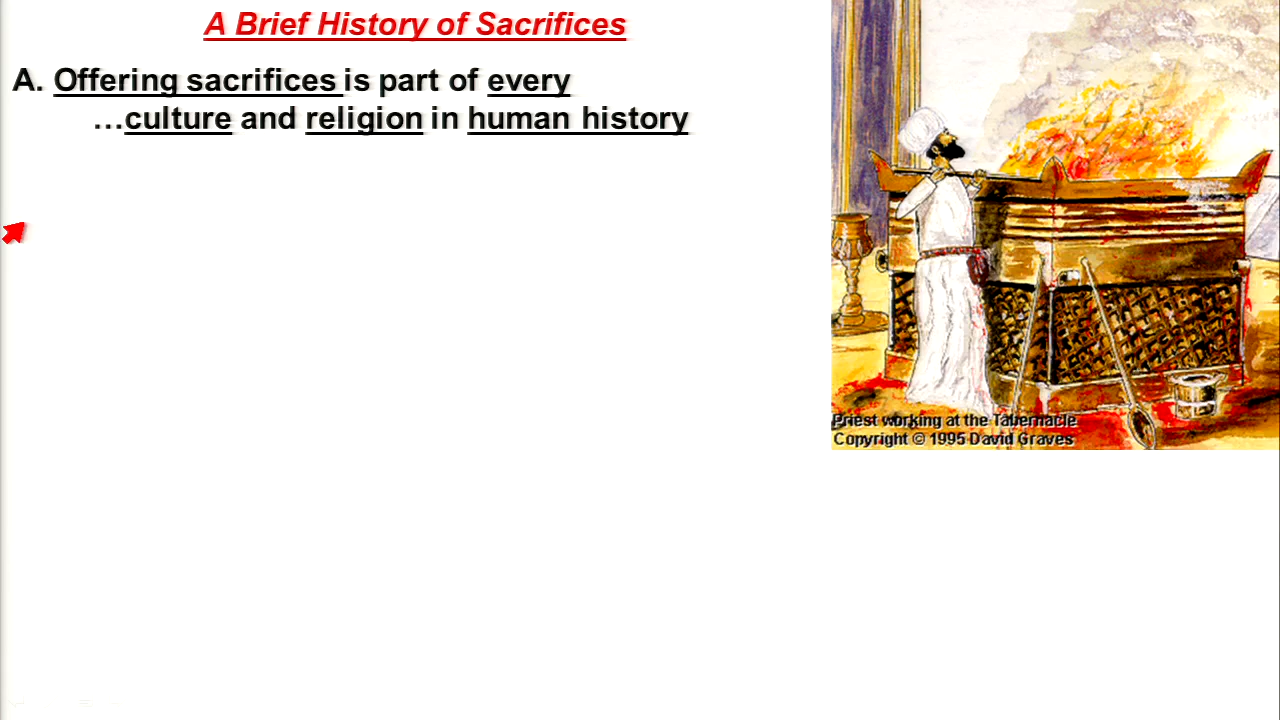 A Brief History of Sacrifices
A. Offering sacrifices is part of every
...culture and religion in human history
Priest working at the Tabernacle
Copyright © 1995 David Graves